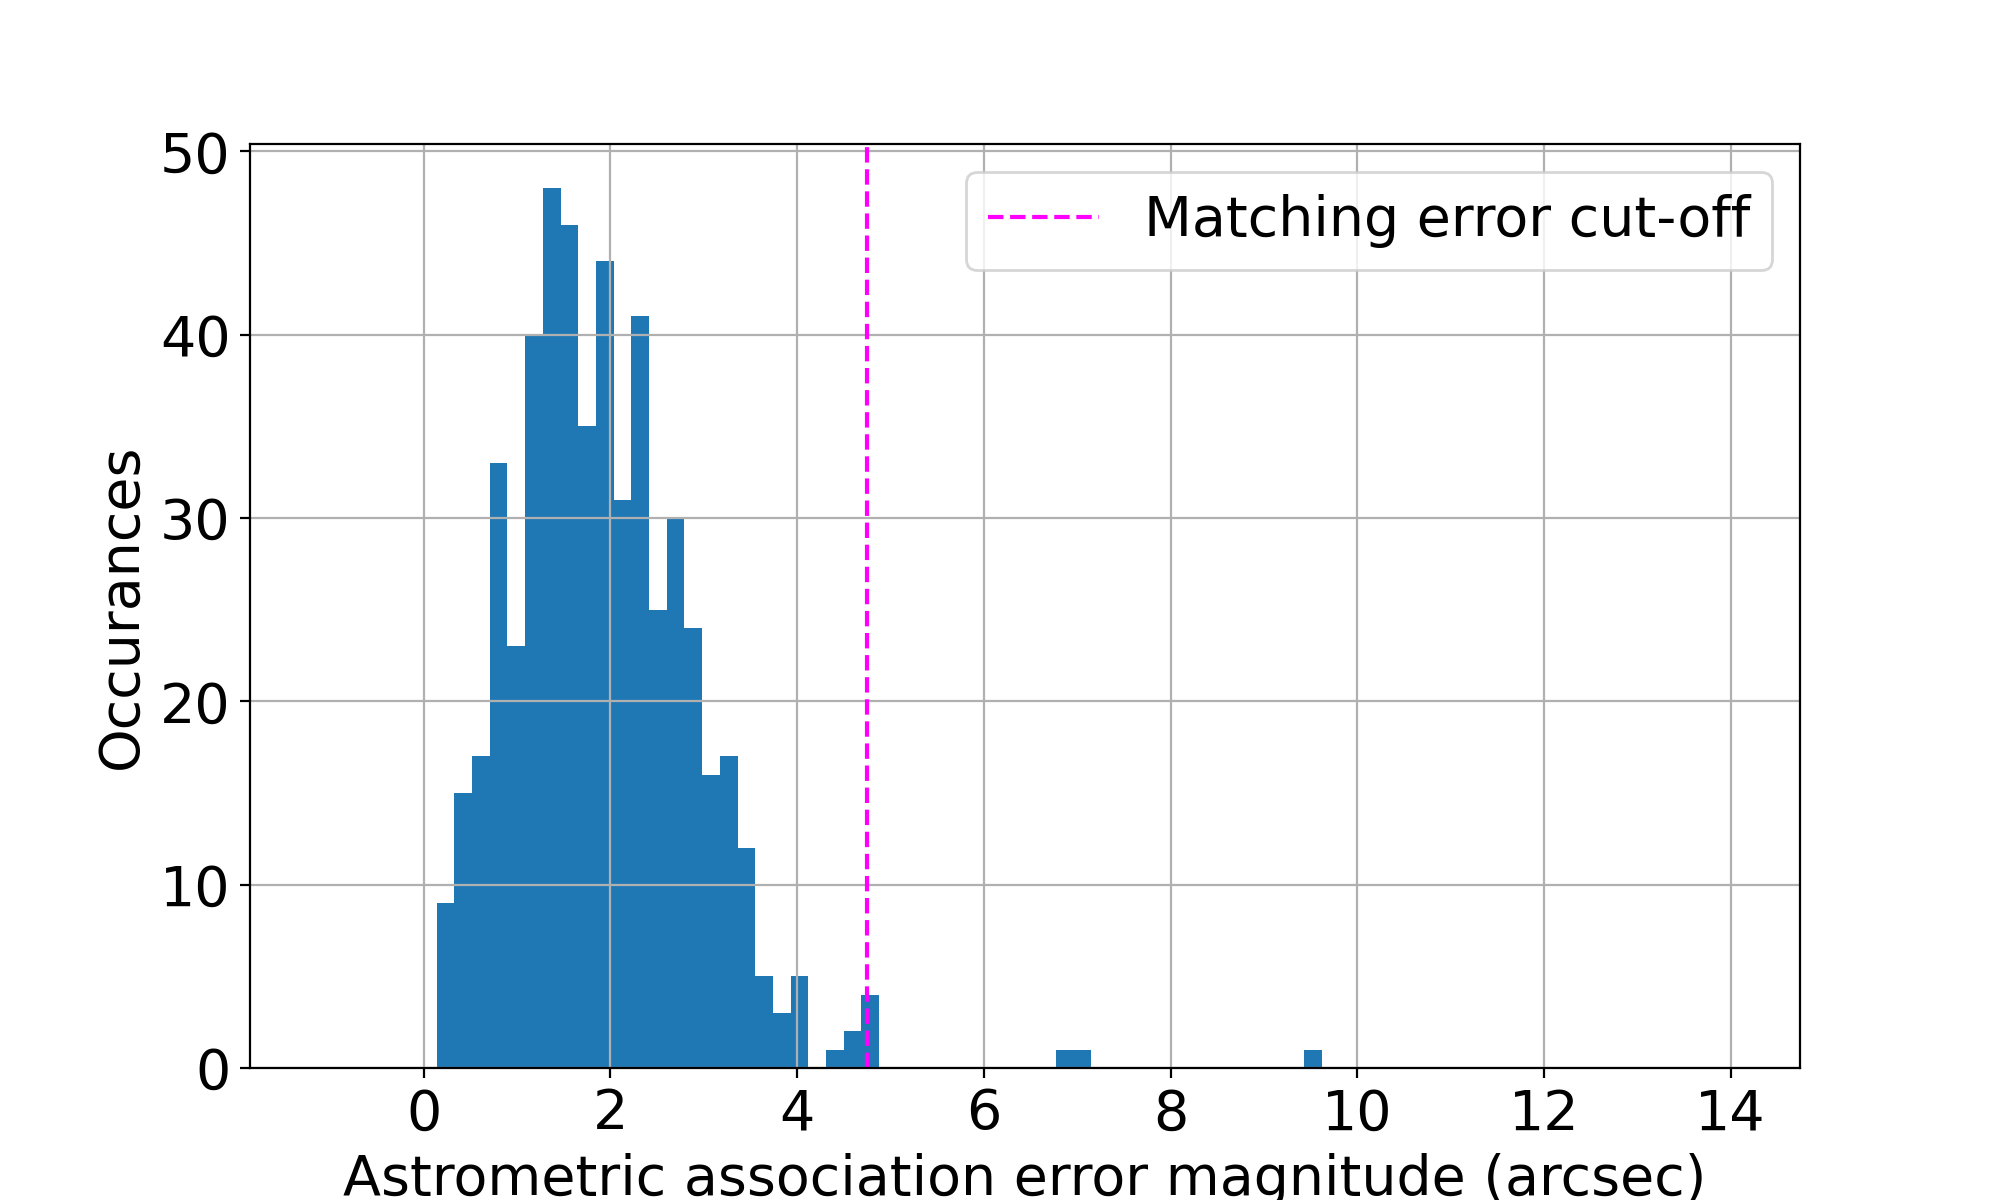 Matching error cut-off
50
40
30
20
10
0
Occurances
0 2 4 6 8 10 12 14
Astrometric association error magnitude (arcsec)